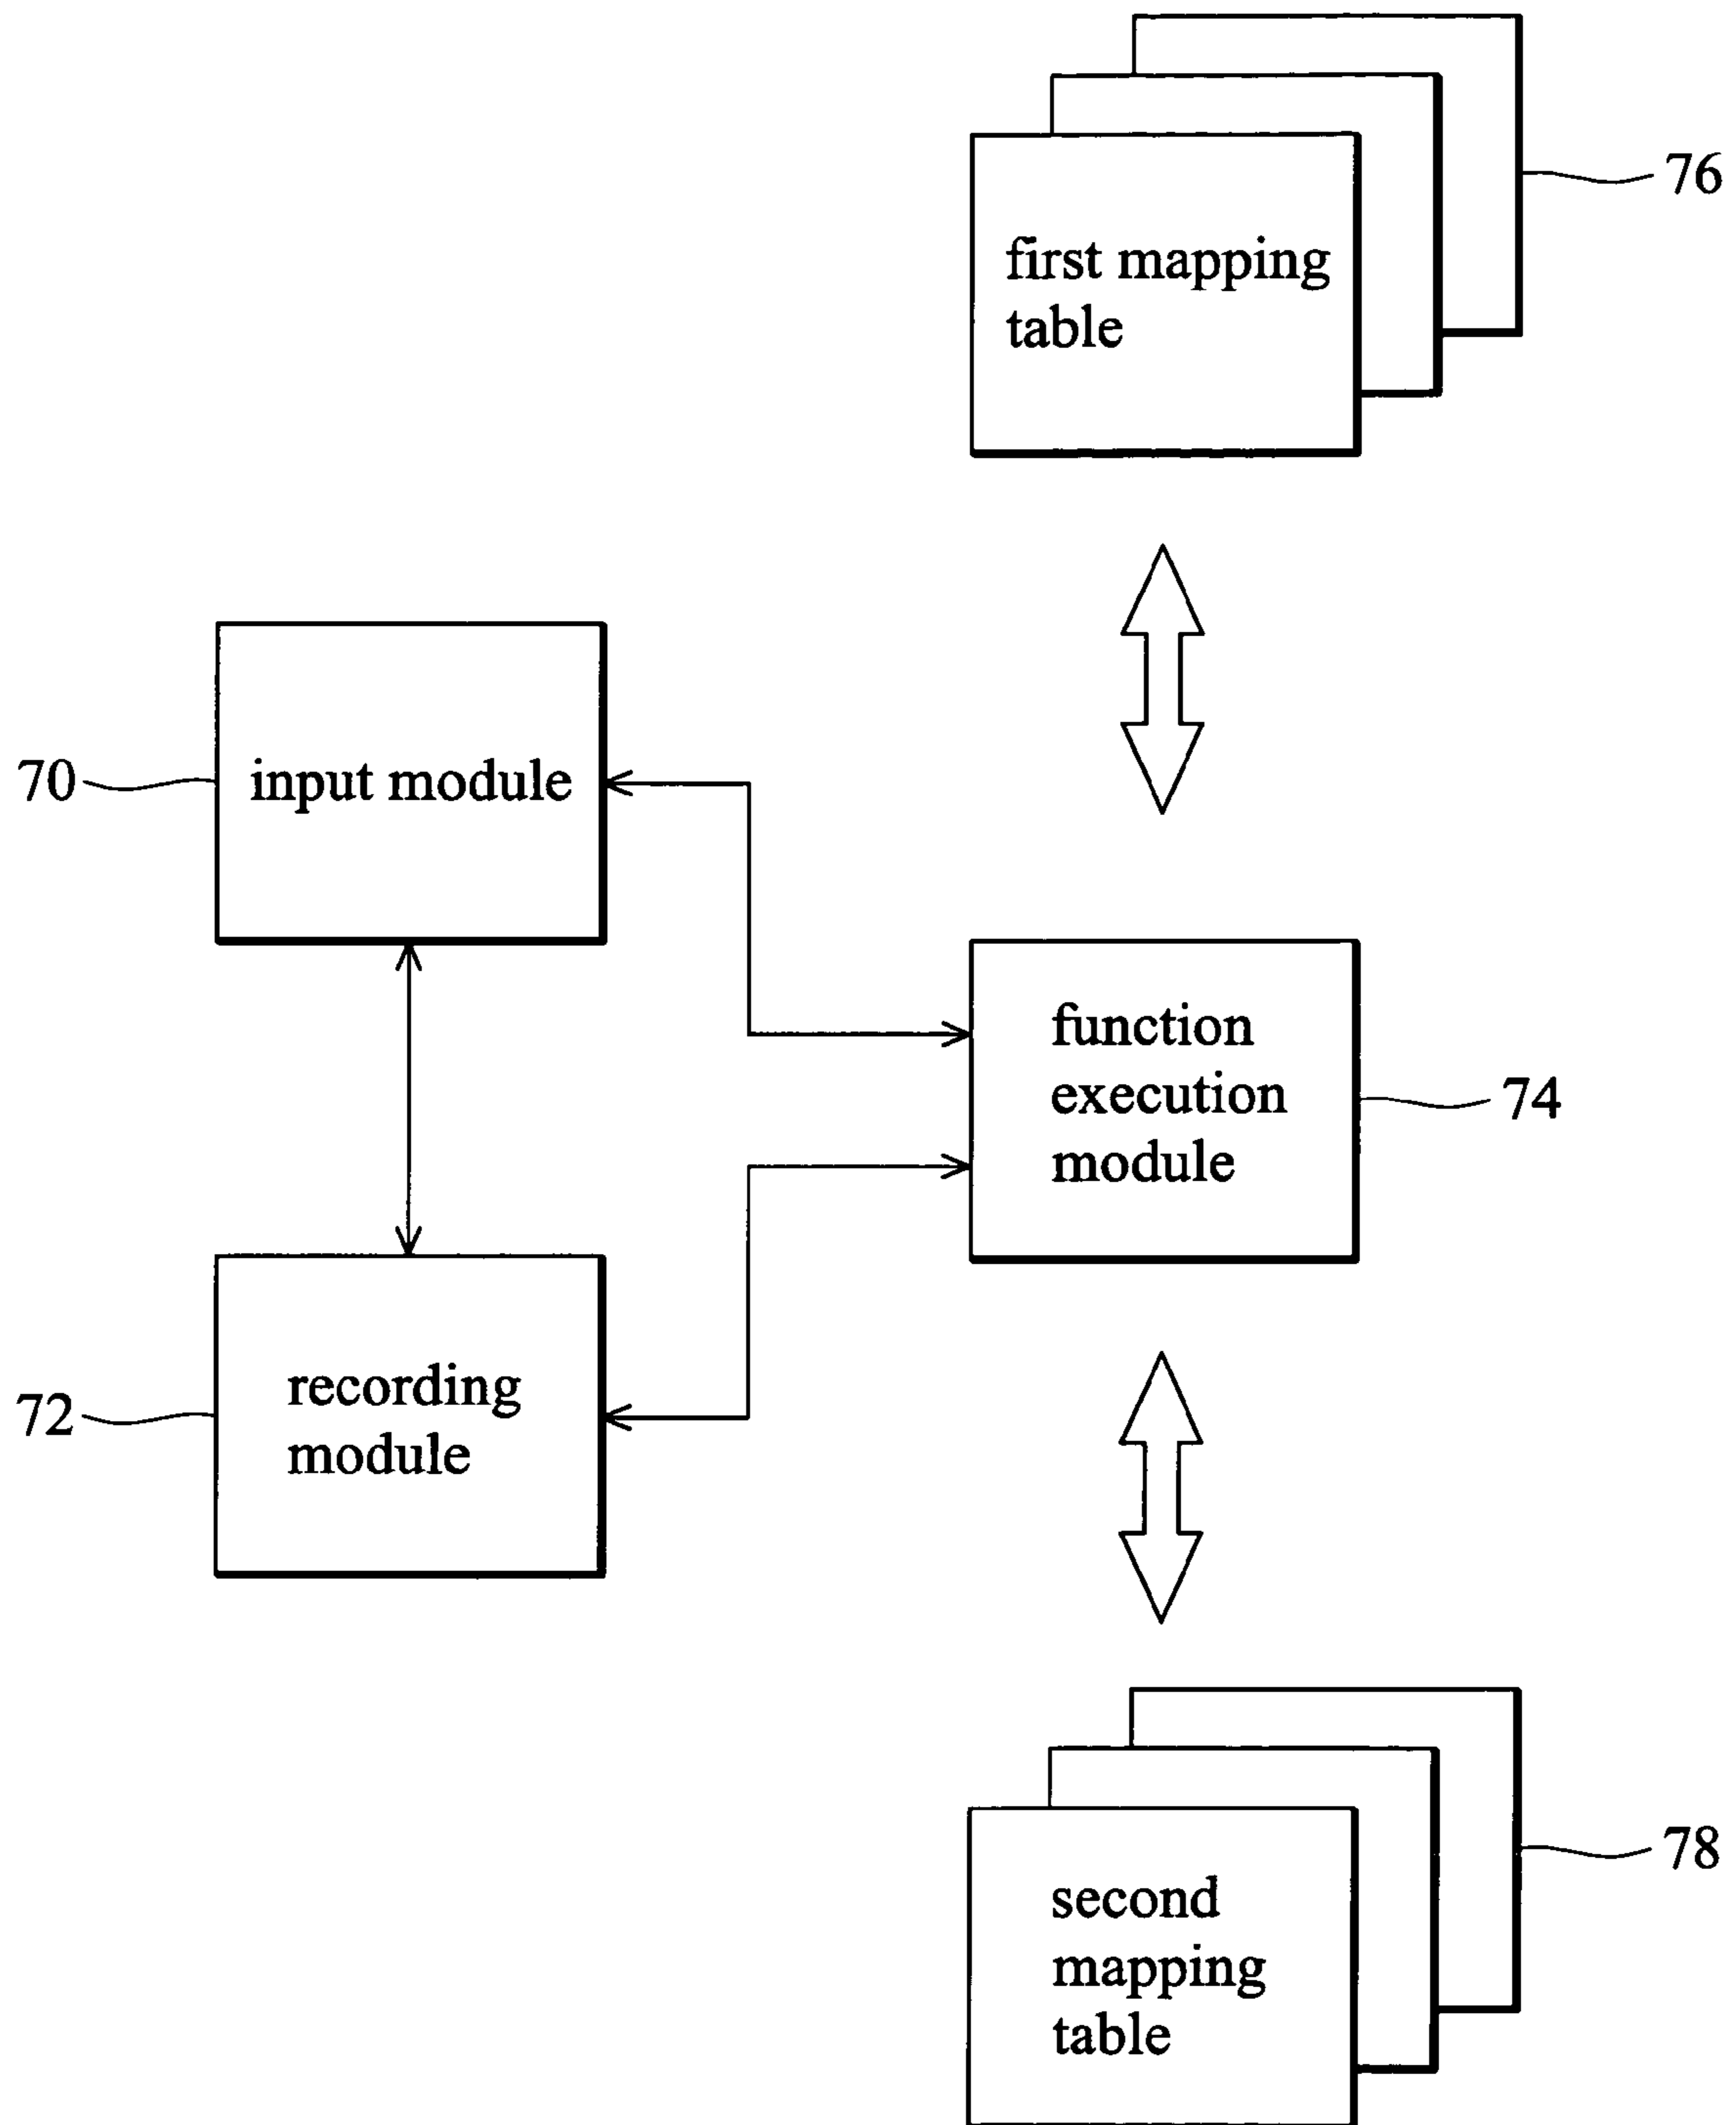 76
first mapping
table
70
input module
function
execution
module
74
72
recording
module
78
second
mapping
table